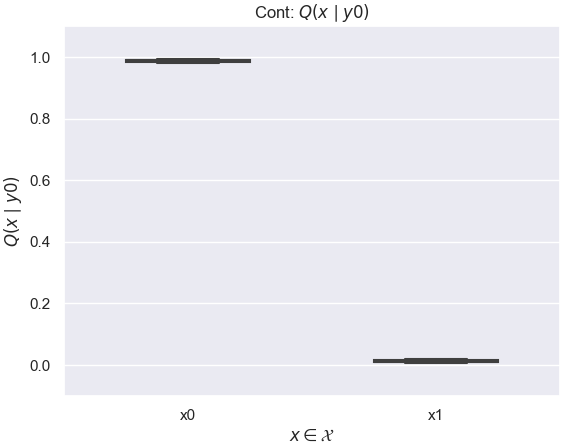 Cont: Q(x | y0)
1.0
0.8
0.6
0.4
0.2
0.0
Q(x | y0)
x0 x1
x ∈ 𝒳